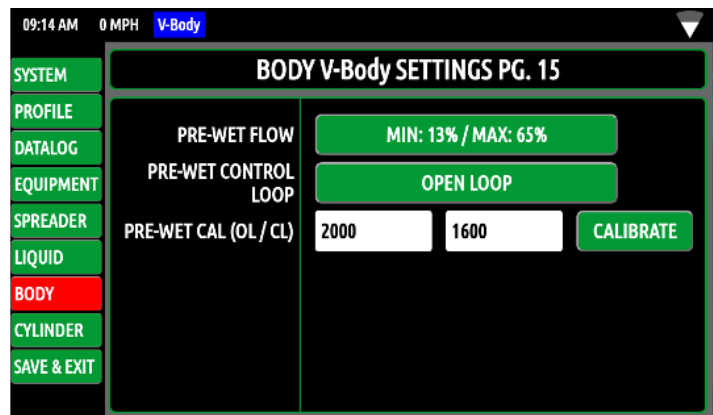 09:14 AM 0 MPH V-Body
BODY V-Body SETTINGS PG. 15
SYSTEM
PROFILE
DATALOG
EQUIPMENT
SPREADER
LIQUID
BODY
CYLINDER
SAVE & EXIT
PRE-WET FLOW MIN: 13% / MAX: 65%
PRE-WET CONTROL
LOOP OPEN LOOP
PRE-WET CAL (OL / CL) 2000 1600 CALIBRATE